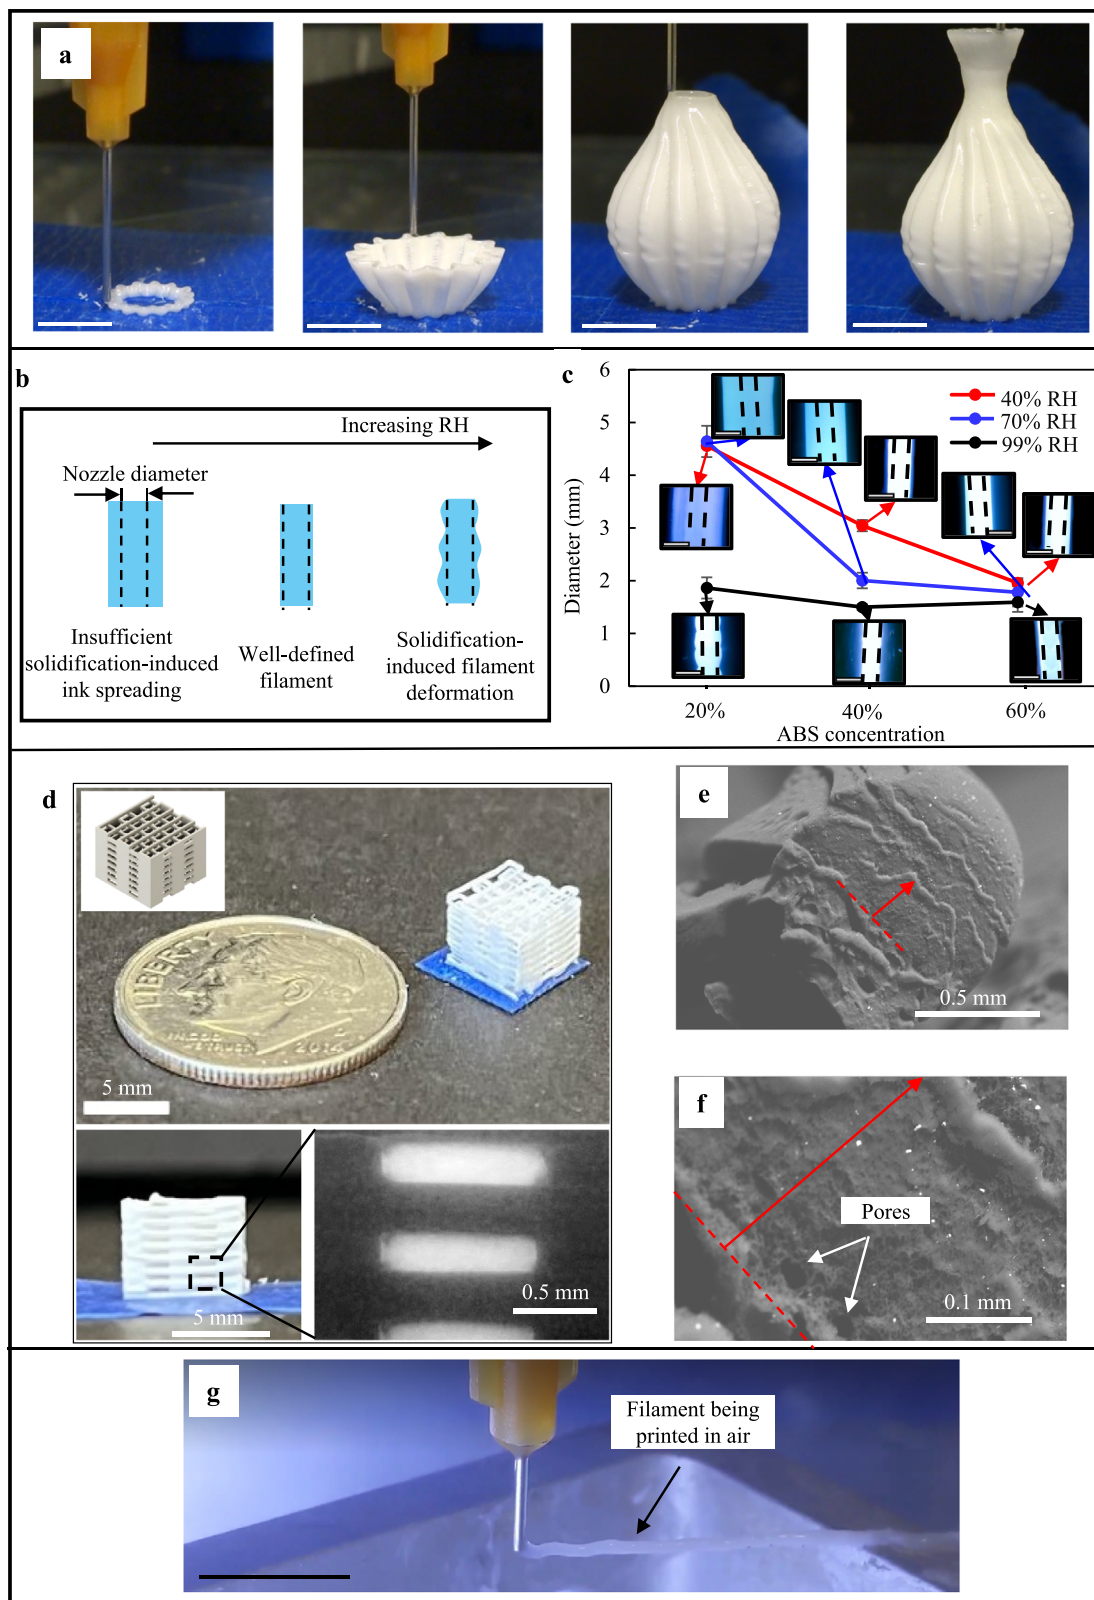 a
b
Increasing RH
Nozzle diameter
Insufficient
solidification-induced
ink spreading
Well-defined
filament
Solidification-
induced filament
deformation
c
6
5
4
3
2
1
0
Diameter (mm)
40% RH
70% RH
99% RH
20%
40%
60%
ABS concentration
d
LIBERTY
2014
5 mm
5 mm
0.5 mm
e
0.5 mm
f
Pores
0.1 mm
g
Filament being
printed in air